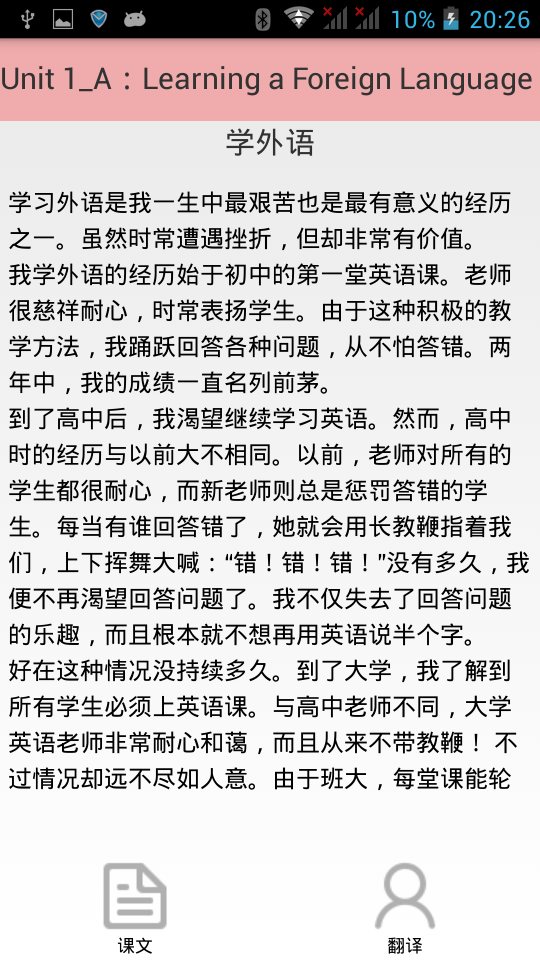 10% 20:26
Unit 1_A：Learning a Foreign Language
学外语
学习外语是我一生中最艰苦也是最有意义的经历
之一。虽然时常遭遇挫折，但却非常有价值。
我学外语的经历始于初中的第一堂英语课。老师
很慈祥耐心，时常表扬学生。由于这种积极的教
学方法，我踊跃回答各种问题，从不怕答错。两
年中，我的成绩一直名列前茅。
到了高中后，我渴望继续学习英语。然而，高中
时的经历与以前大不相同。以前，老师对所有的
学生都很耐心，而新老师则总是惩罚答错的学
生。每当有谁回答错了，她就会用长教鞭指着我
们，上下挥舞大喊：“错！错！错！”没有多久，我
便不再渴望回答问题了。我不仅失去了回答问题
的乐趣，而且根本就不想再用英语说半个字。
好在这种情况没持续多久。到了大学，我了解到
所有学生必须上英语课。与高中老师不同，大学
英语老师非常耐心和蔼，而且从来不带教鞭！ 不
过情况却远不尽如人意。由于班大，每堂课能轮
课文
翻译